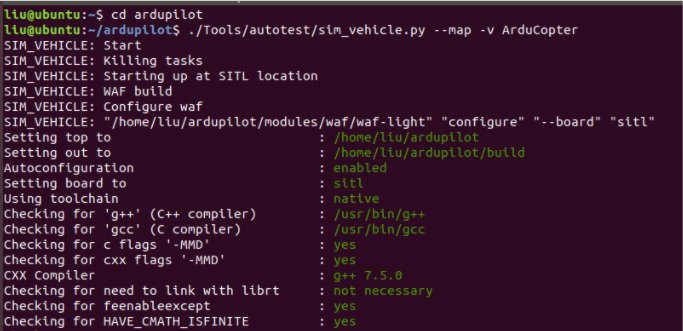 liu@ubuntu:~$ cd ardupilot
liu@ubuntu:~/ardupilot$ ./Tools/autotest/sim_vehicle.py --map -v ArduCopter
SIM_VEHICLE: Start
SIM_VEHICLE: Killing tasks
SIM_VEHICLE: Starting up at SITL location
SIM_VEHICLE: WAF build
SIM_VEHICLE: Configure waf
SIM_VEHICLE: "/home/liu/ardupilot/modules/waf/waf-light" "configure" "--board" "sitl"
Setting top to : /home/liu/ardupilot
Setting out to : /home/liu/ardupilot/build
Autoconfiguration : enabled
Setting board to : sitl
Using toolchain : native
Checking for 'g++' (C++ compiler) : /usr/bin/g++
Checking for 'gcc' (C compiler) : /usr/bin/gcc
Checking for c flags '-MMD' : yes
Checking for cxx flags '-MMD' : yes
CXX Compiler : g++ 7.5.0
Checking for need to link with librt : not necessary
Checking for feenableexcept : yes
Checking for HAVE_CMATH_ISFINITE : yes